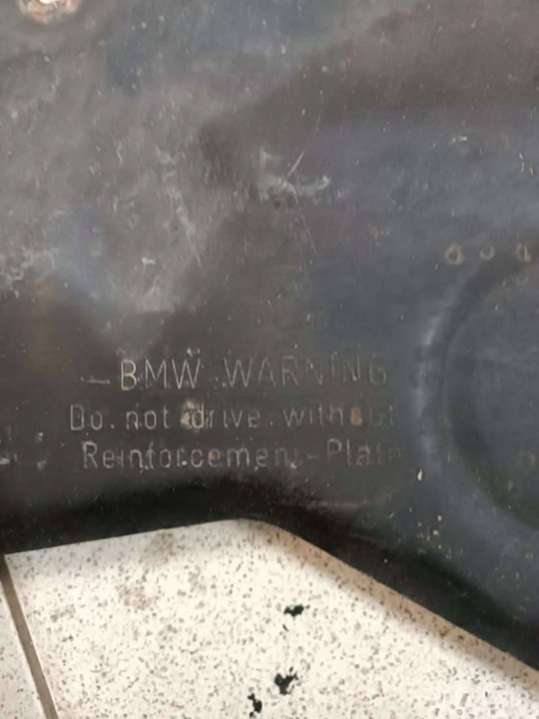 BMW WARNING
Do not drive without
Reinforcement-Plate